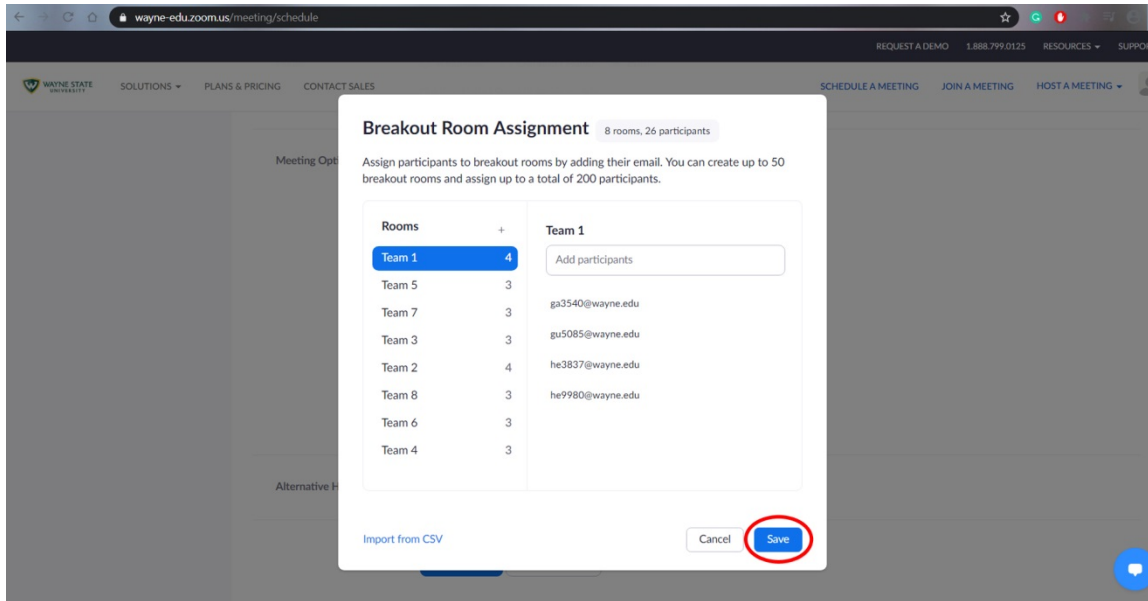 wayne-edu.zoom.us/meeting/schedule
REQUEST A DEMO 1.888.799.0125 RESOURCES SUPPO
WAYNE STATE
UNIVERSITY
SOLUTIONS PLANS & PRICING CONTACT SALES SCHEDULE A MEETING JOIN A MEETING HOST A MEETING
Breakout Room Assignment 8 rooms, 26 participants
Meeting Opt
Assign participants to breakout rooms by adding their email. You can create up to 50
breakout rooms and assign up to a total of 200 participants.
Rooms +
Team 1 4
Team 5 3
Team 7 3
Team 3 3
Team 2 4
Team 8 3
Team 6 3
Team 4 3
Team 1
Add participants
ga3540@wayne.edu
gu5085@wayne.edu
he3837@wayne.edu
he9980@wayne.edu
Alternative H
Import from CSV Cancel Save